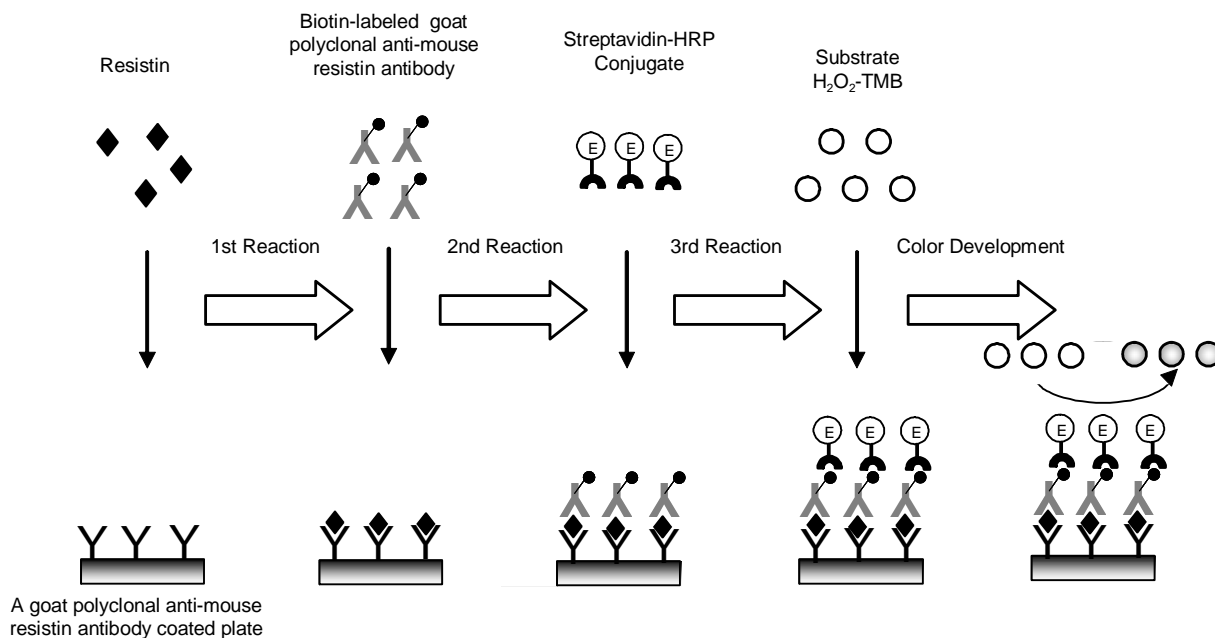 Resistin
Biotin-labeled goat
polyclonal anti-mouse
resistin antibody
Streptavidin-HRP
Conjugate
Substrate
H₂O₂-TMB
E E E
1st Reaction
2nd Reaction
3rd Reaction
Color Development
E E E
E E E
A goat polyclonal anti-mouse
resistin antibody coated plate